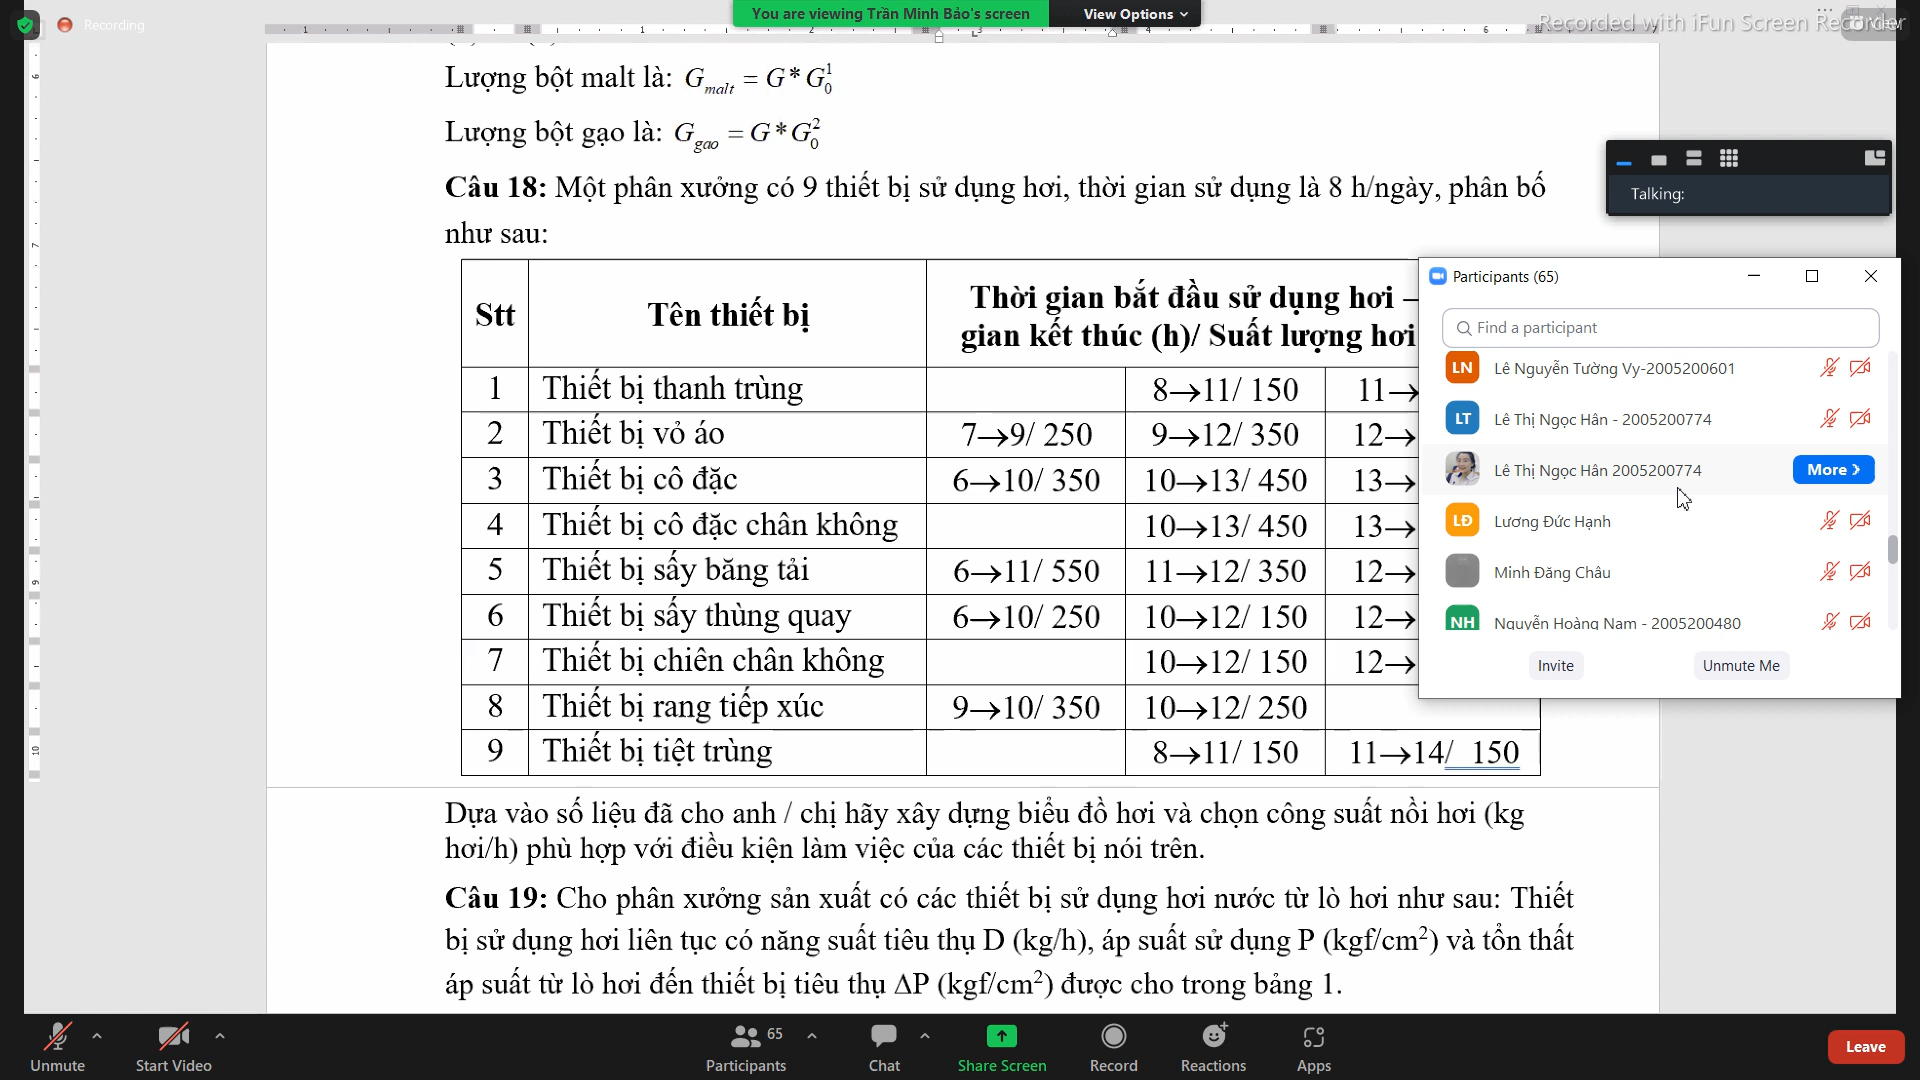 Recording
You are viewing Trần Minh Bảo's screen
View Options
Recorded with iFun Screen Recorder
Lượng bột malt là: G_malt = G * G_0^1
Lượng bột gạo là: G_gao = G * G_0^2
Câu 18: Một phân xưởng có 9 thiết bị sử dụng hơi, thời gian sử dụng là 8 h/ngày, phân bố
như sau:
Stt Tên thiết bị Thời gian bắt đầu sử dụng hơi –
gian kết thúc (h)/ Suất lượng hơi
1 Thiết bị thanh trùng 8→11/ 150 11→
2 Thiết bị vỏ áo 7→9/ 250 9→12/ 350 12→
3 Thiết bị cô đặc 6→10/ 350 10→13/ 450 13→
4 Thiết bị cô đặc chân không 10→13/ 450 13→
5 Thiết bị sấy băng tải 6→11/ 550 11→12/ 350 12→
6 Thiết bị sấy thùng quay 6→10/ 250 10→12/ 150 12→
7 Thiết bị chiên chân không 10→12/ 150 12→
8 Thiết bị rang tiếp xúc 9→10/ 350 10→12/ 250
9 Thiết bị tiệt trùng 8→11/ 150 11→14/ 150
Dựa vào số liệu đã cho anh / chị hãy xây dựng biểu đồ hơi và chọn công suất nồi hơi (kg
hơi/h) phù hợp với điều kiện làm việc của các thiết bị nói trên.
Câu 19: Cho phân xưởng sản xuất có các thiết bị sử dụng hơi nước từ lò hơi như sau: Thiết
bị sử dụng hơi liên tục có năng suất tiêu thụ D (kg/h), áp suất sử dụng P (kgf/cm²) và tổn thất
áp suất từ lò hơi đến thiết bị tiêu thụ ΔP (kgf/cm²) được cho trong bảng 1.
Talking:
Participants (65)
Find a participant
LN Lê Nguyễn Tường Vy-2005200601
LT Lê Thị Ngọc Hân - 2005200774
Lê Thị Ngọc Hân 2005200774 More
LĐ Lương Đức Hạnh
Minh Đăng Châu
NH Nguyễn Hoàng Nam - 2005200480
Invite Unmute Me
Unmute
Start Video
Participants 65
Chat
Share Screen
Record
Reactions
Apps
Leave